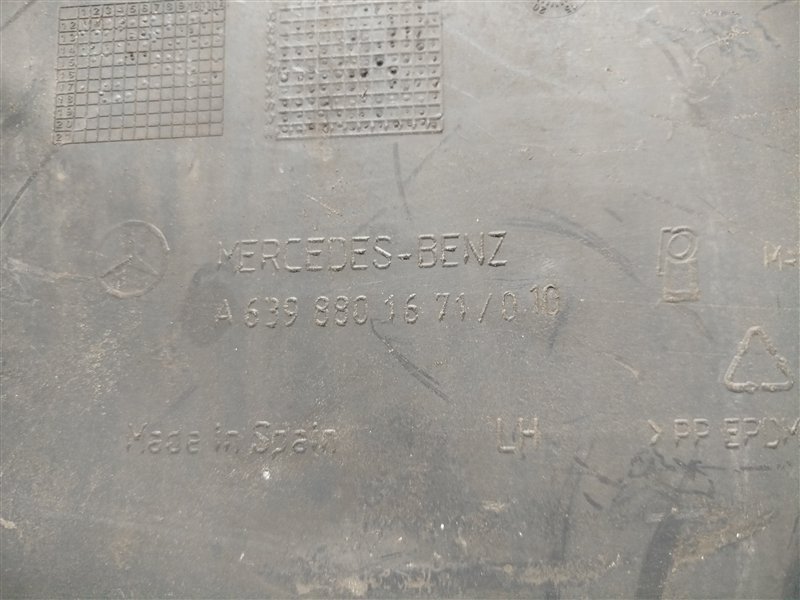 MERCEDES-BENZ
A 639 880 16 71 / 0 10
Made in Spain LH >PP EPDM